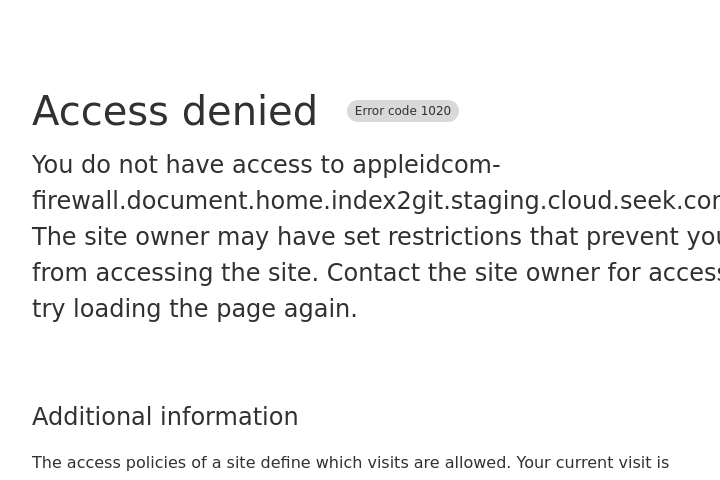 Access denied
Error code 1020
You do not have access to appleidcom-
firewall.document.home.index2git.staging.cloud.seek.com
The site owner may have set restrictions that prevent you
from accessing the site. Contact the site owner for access
try loading the page again.
Additional information
The access policies of a site define which visits are allowed. Your current visit is